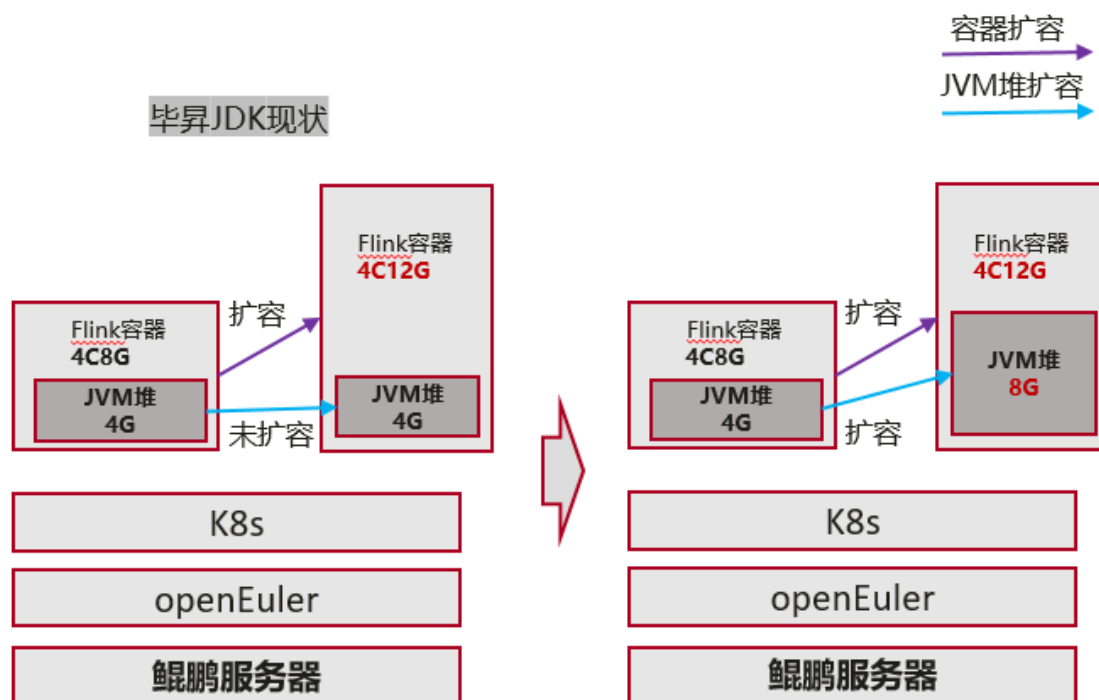 容器扩容
JVM堆扩容
毕昇JDK现状
Flink容器
4C8G
JVM堆
4G
扩容
未扩容
Flink容器
4C12G
JVM堆
4G
K8s
openEuler
鲲鹏服务器
Flink容器
4C8G
JVM堆
4G
扩容
扩容
Flink容器
4C12G
JVM堆
8G
K8s
openEuler
鲲鹏服务器